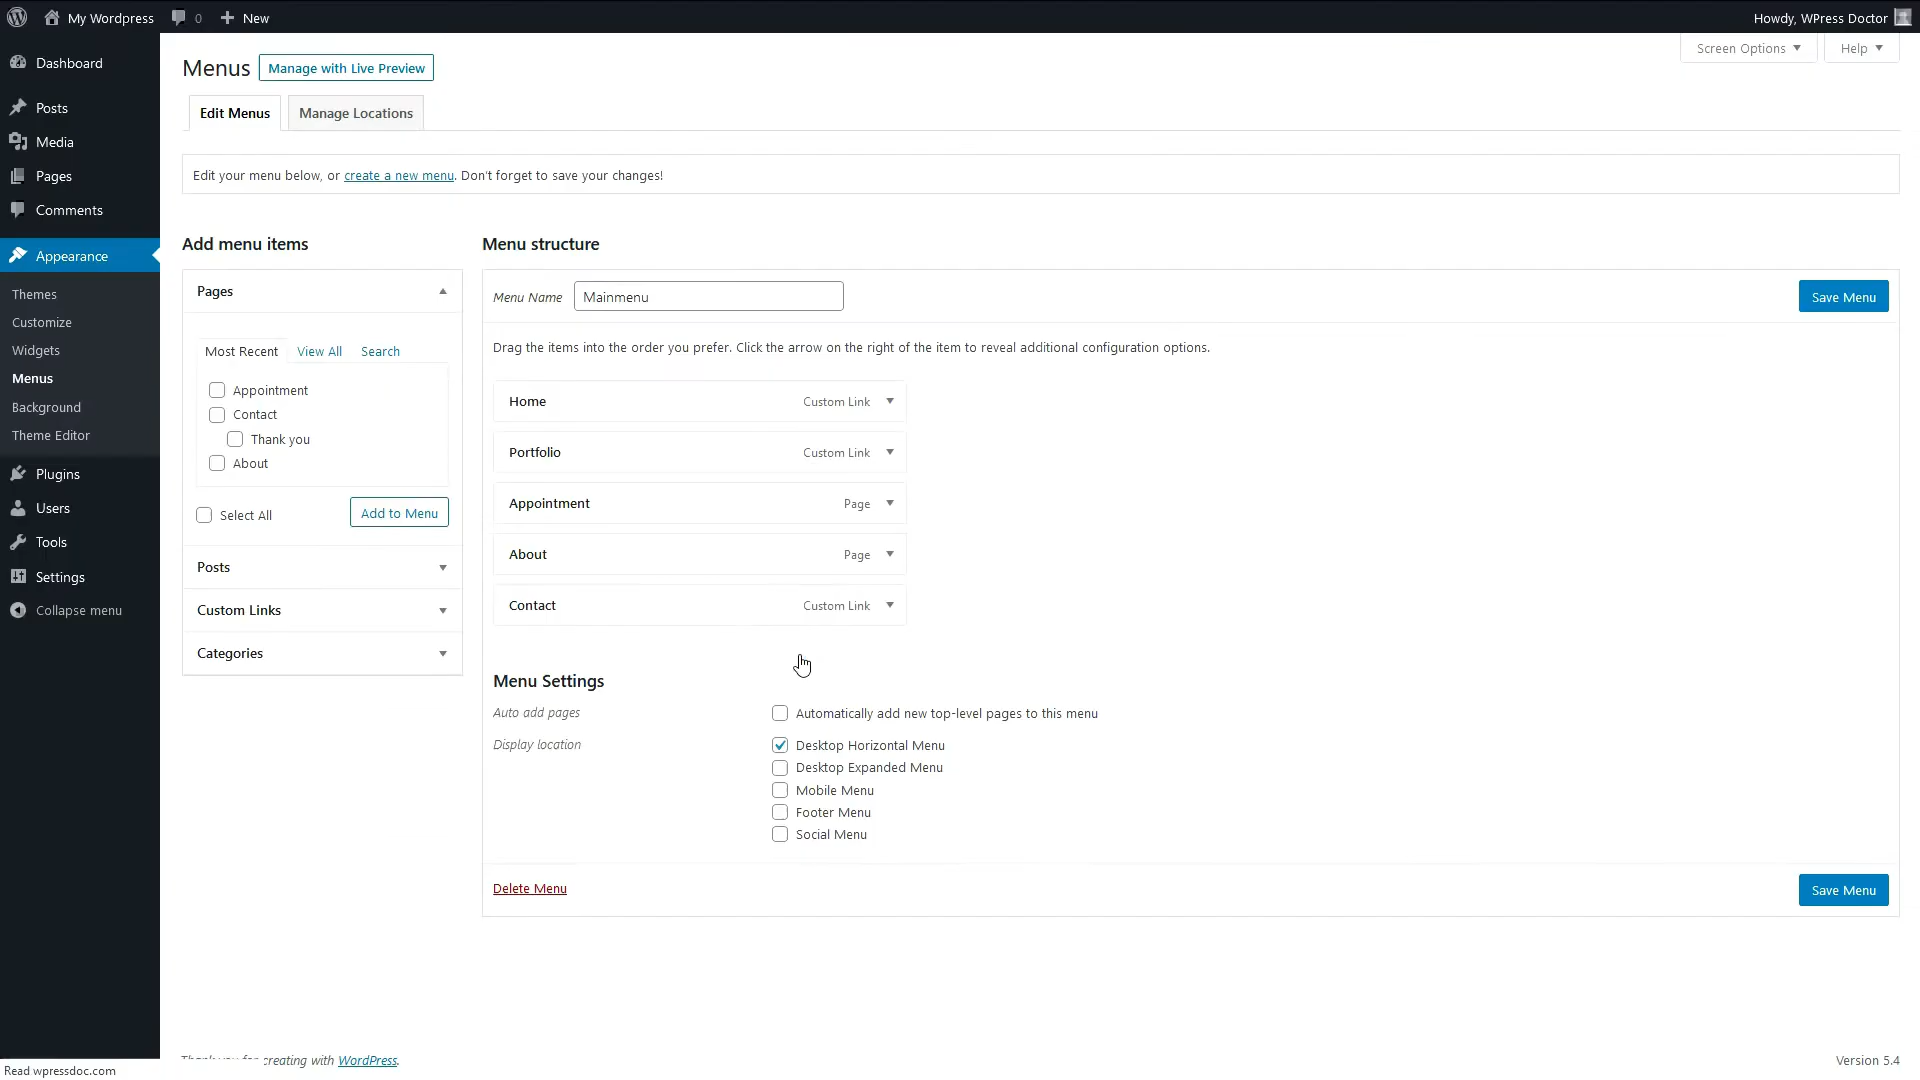 My Wordpress 0 New Howdy, WPress Doctor
Screen Options Help
Dashboard
Posts
Media
Pages
Comments
Appearance
Themes
Customize
Widgets
Menus
Background
Theme Editor
Plugins
Users
Tools
Settings
Collapse menu
Menus Manage with Live Preview
Edit Menus Manage Locations
Edit your menu below, or create a new menu. Don't forget to save your changes!
Add menu items
Pages
Most Recent View All Search
Appointment
Contact
Thank you
About
Select All Add to Menu
Posts
Custom Links
Categories
Menu structure
Menu Name Mainmenu Save Menu
Drag the items into the order you prefer. Click the arrow on the right of the item to reveal additional configuration options.
Home Custom Link
Portfolio Custom Link
Appointment Page
About Page
Contact Custom Link
Menu Settings
Auto add pages Automatically add new top-level pages to this menu
Display location Desktop Horizontal Menu
Desktop Expanded Menu
Mobile Menu
Footer Menu
Social Menu
Delete Menu Save Menu
creating with WordPress. Version 5.4
Read wpressdoc.com